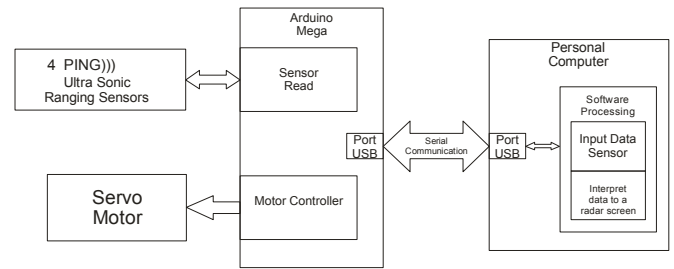 4 PING)))
Ultra Sonic
Ranging Sensors
Servo
Motor
Arduino
Mega
Sensor
Read
Port
USB
Motor Controller
Serial
Communication
Personal
Computer
Port
USB
Software
Processing
Input Data
Sensor
Interpret
data to a
radar screen